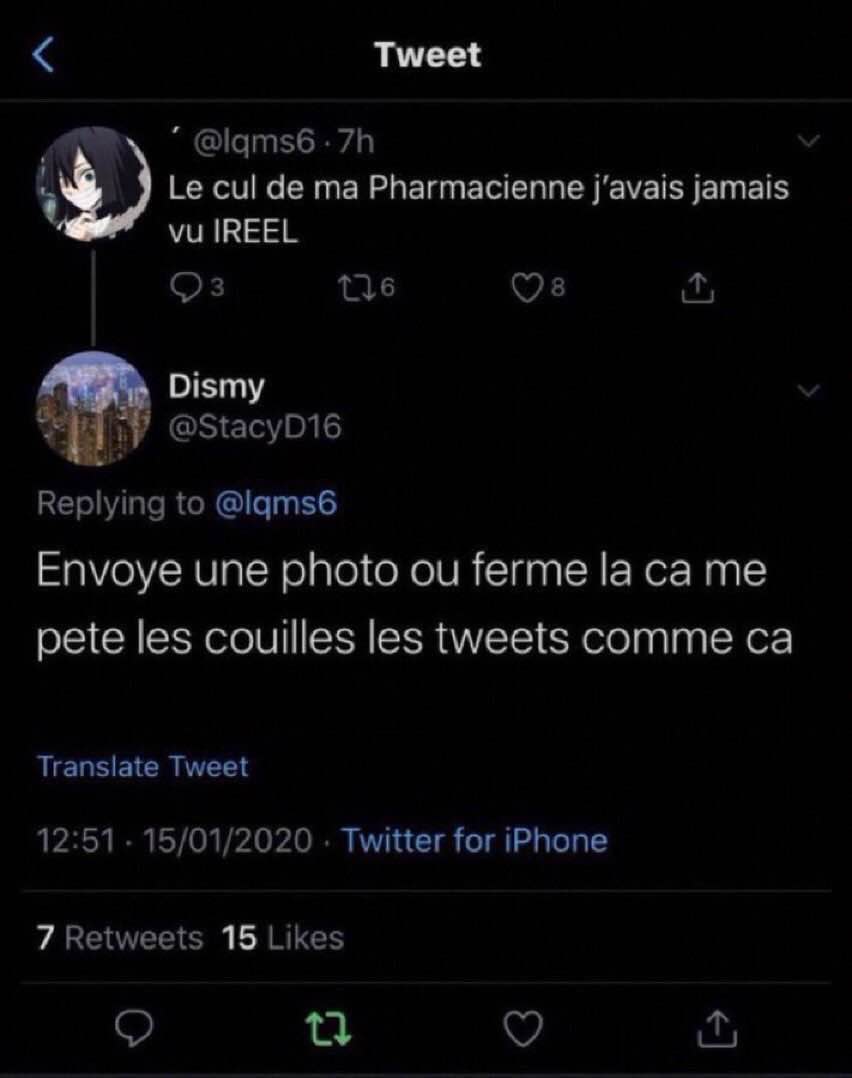 Tweet
´ @lqms6 · 7h
Le cul de ma Pharmacienne j'avais jamais
vu IREEL
3 6 8
Dismy
@StacyD16
Replying to @lqms6
Envoye une photo ou ferme la ca me
pete les couilles les tweets comme ca
Translate Tweet
12:51 · 15/01/2020 · Twitter for iPhone
7 Retweets 15 Likes